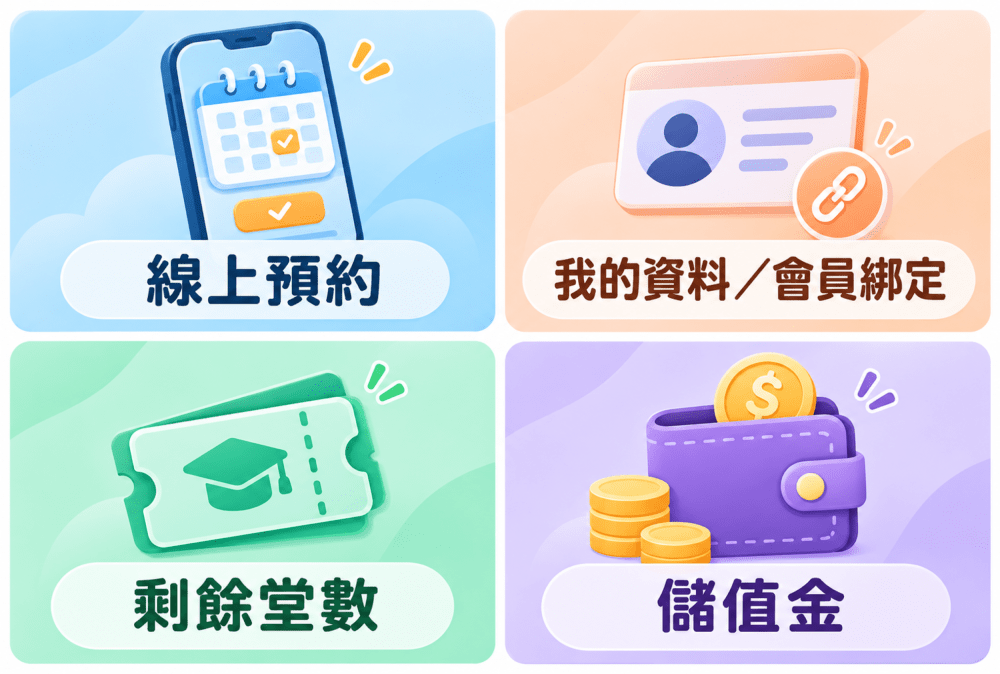 線上預約
我的資料／會員綁定
剩餘堂數
$
儲值金